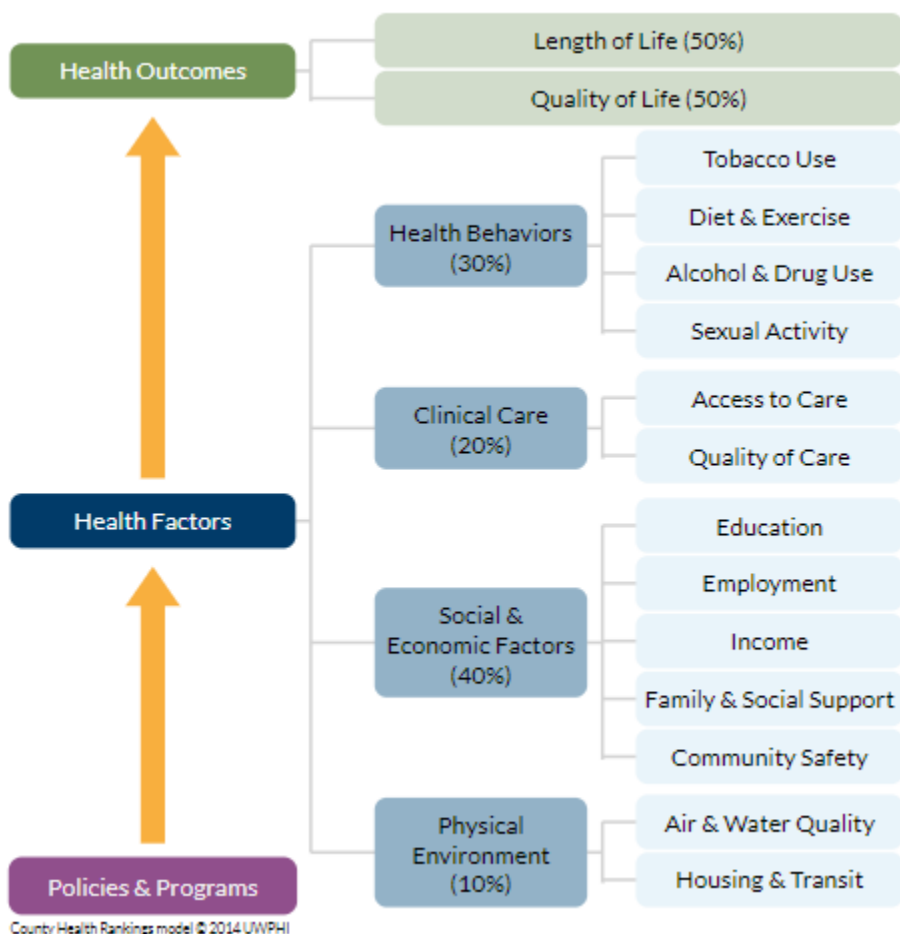 Length of Life (50%)
Health Outcomes
Quality of Life (50%)
Tobacco Use
Health Behaviors
(30%)
Diet & Exercise
Alcohol & Drug Use
Sexual Activity
Clinical Care
(20%)
Access to Care
Quality of Care
Health Factors
Social &
Economic Factors
(40%)
Education
Employment
Income
Family & Social Support
Community Safety
Physical
Environment
(10%)
Air & Water Quality
Housing & Transit
Policies & Programs
County Health Rankings model © 2014 UWPHI